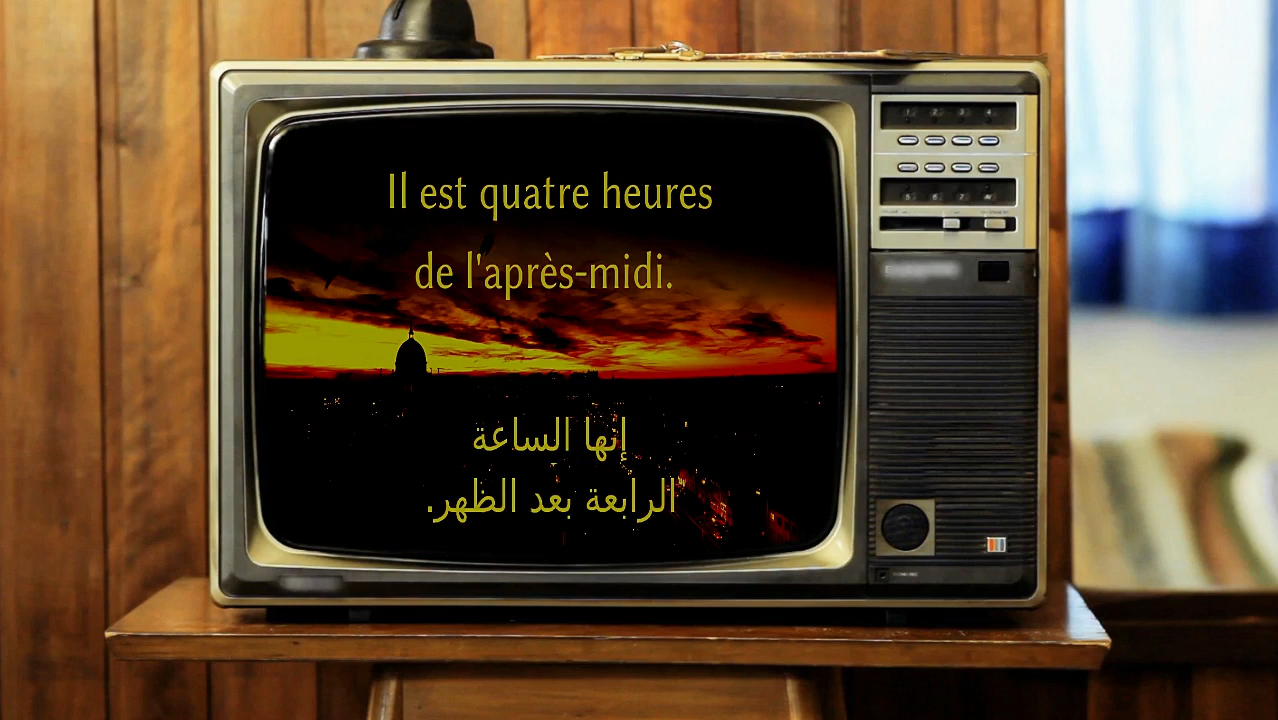 Il est quatre heures
de l'après-midi.
إنها الساعة
الرابعة بعد الظهر.